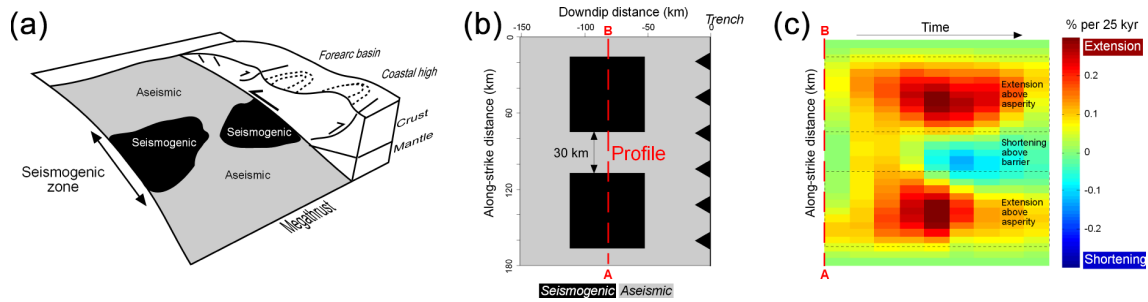 (a)
Forearc basin
Coastal high
Aseismic
Seismogenic
Seismogenic
Crust
Mantle
Aseismic
Seismogenic
zone
Megathrust
(b)
Downdip distance (km)
Trench
B
-150
-100
-50
0
0
60
120
180
Along-strike distance (km)
30 km
Profile
A
Seismogenic
Aseismic
(c)
B
Time
% per 25 kyr
Extension
0.2
0.1
0
-0.1
-0.2
Shortening
Along-strike distance (km)
Extension
above
asperity
Shortening
above
barrier
Extension
above
asperity
A